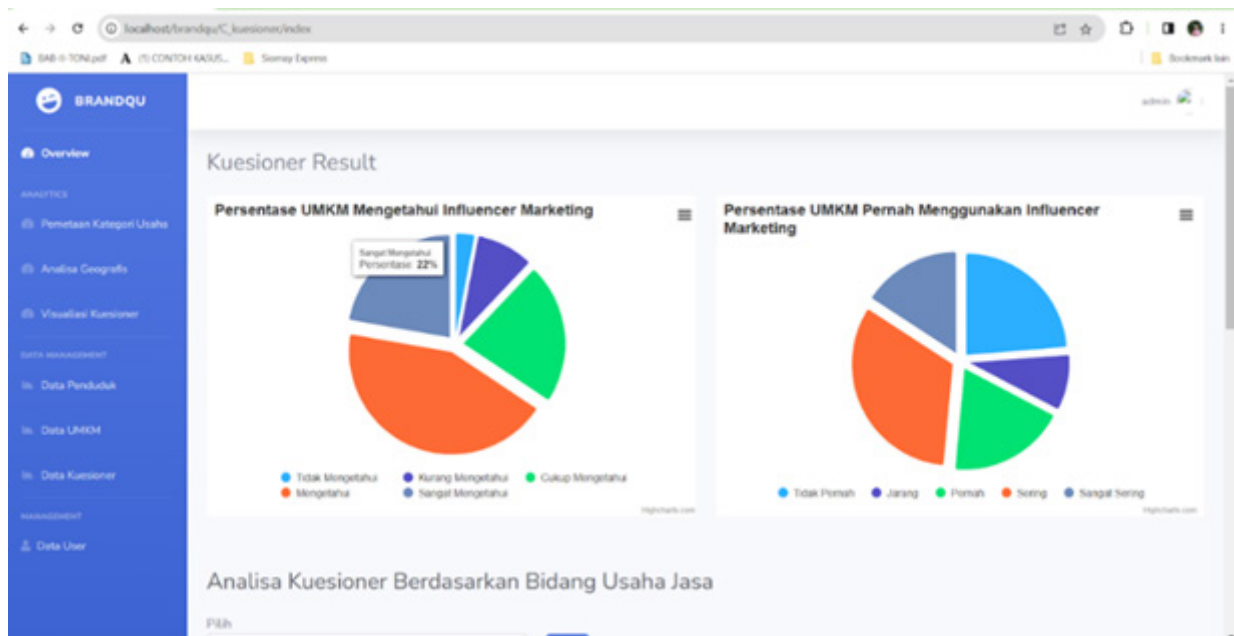 localhost/brandqu/C_kuesioner/index
BAB-II-TONI.pdf (1) CONTOH KASUS... Siomay Express Bookmark lain
BRANDQU
admin
Overview
ANALYTICS
Pemetaan Kategori Usaha
Analisa Geografis
Visualiasi Kuesioner
DATA MANAGEMENT
Data Penduduk
Data UMKM
Data Kuesioner
MANAGEMENT
Data User
Kuesioner Result
Persentase UMKM Mengetahui Influencer Marketing
Sangat Mengetahui
Persentase: 22%
Tidak Mengetahui Kurang Mengetahui Cukup Mengetahui
Mengetahui Sangat Mengetahui
Highcharts.com
Persentase UMKM Pernah Menggunakan Influencer
Marketing
Tidak Pernah Jarang Pernah Sering Sangat Sering
Highcharts.com
Analisa Kuesioner Berdasarkan Bidang Usaha Jasa
Pilih